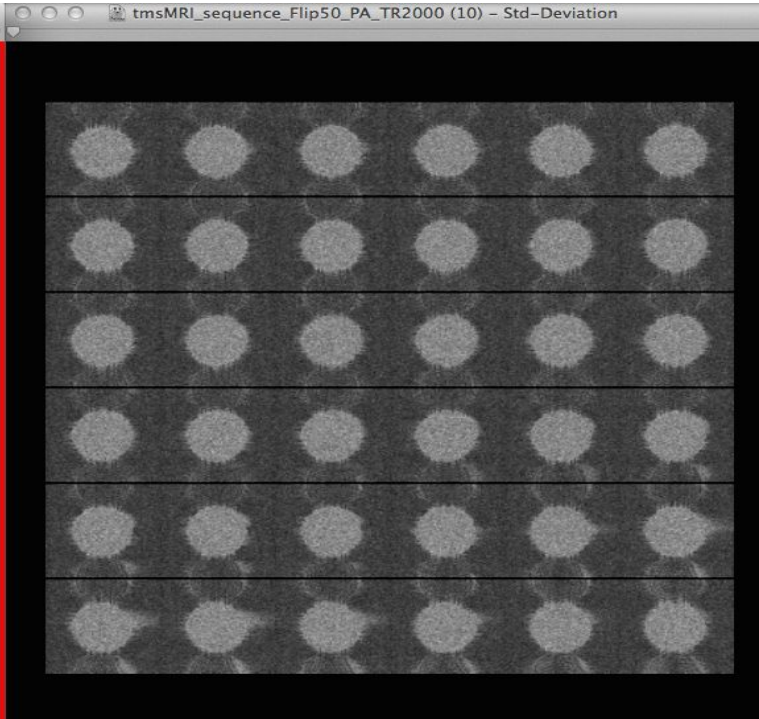 tmsMRI_sequence_Flip50_PA_TR2000 (10) – Std-Deviation